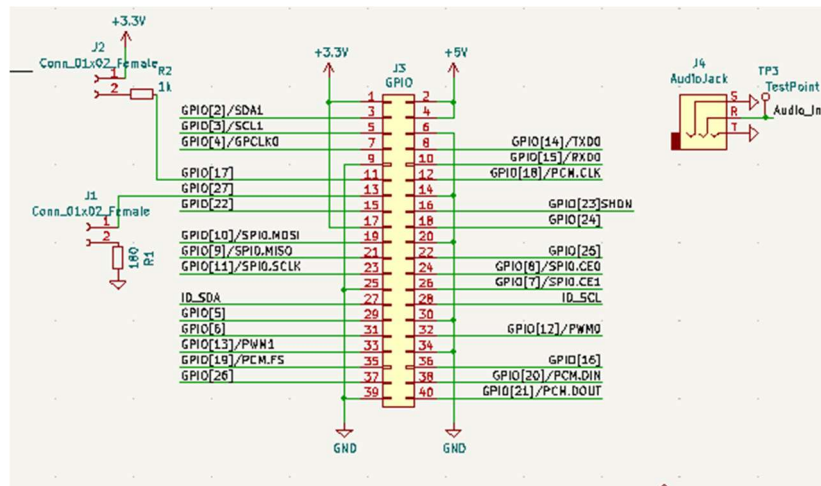 +3.3V
J2
Conn_01x02_Female
1
2
R2
1k
+3.3V
+5V
J3
GPIO
J4
AudioJack
S
R
T
TP3
TestPoint
Audio_In
1 2
GPIO[2]/SDA1 3 4
GPIO[3]/SCL1 5 6
GPIO[4]/GPCLK0 7 8 GPIO[14]/TXD0
9 10 GPIO[15]/RXD0
GPIO[17] 11 12 GPIO[18]/PCM.CLK
GPIO[27] 13 14
GPIO[22] 15 16 GPIO[23]SHDN
17 18 GPIO[24]
GPIO[10]/SPI0.MOSI 19 20
GPIO[9]/SPI0.MISO 21 22 GPIO[25]
GPIO[11]/SPI0.SCLK 23 24 GPIO[8]/SPI0.CE0
25 26 GPIO[7]/SPI0.CE1
ID_SDA 27 28 ID_SCL
GPIO[5] 29 30
GPIO[6] 31 32 GPIO[12]/PWM0
GPIO[13]/PWM1 33 34
GPIO[19]/PCM.FS 35 36 GPIO[16]
GPIO[26] 37 38 GPIO[20]/PCM.DIN
39 40 GPIO[21]/PCM.DOUT
J1
Conn_01x02_Female
1
2
180
R1
GND
GND